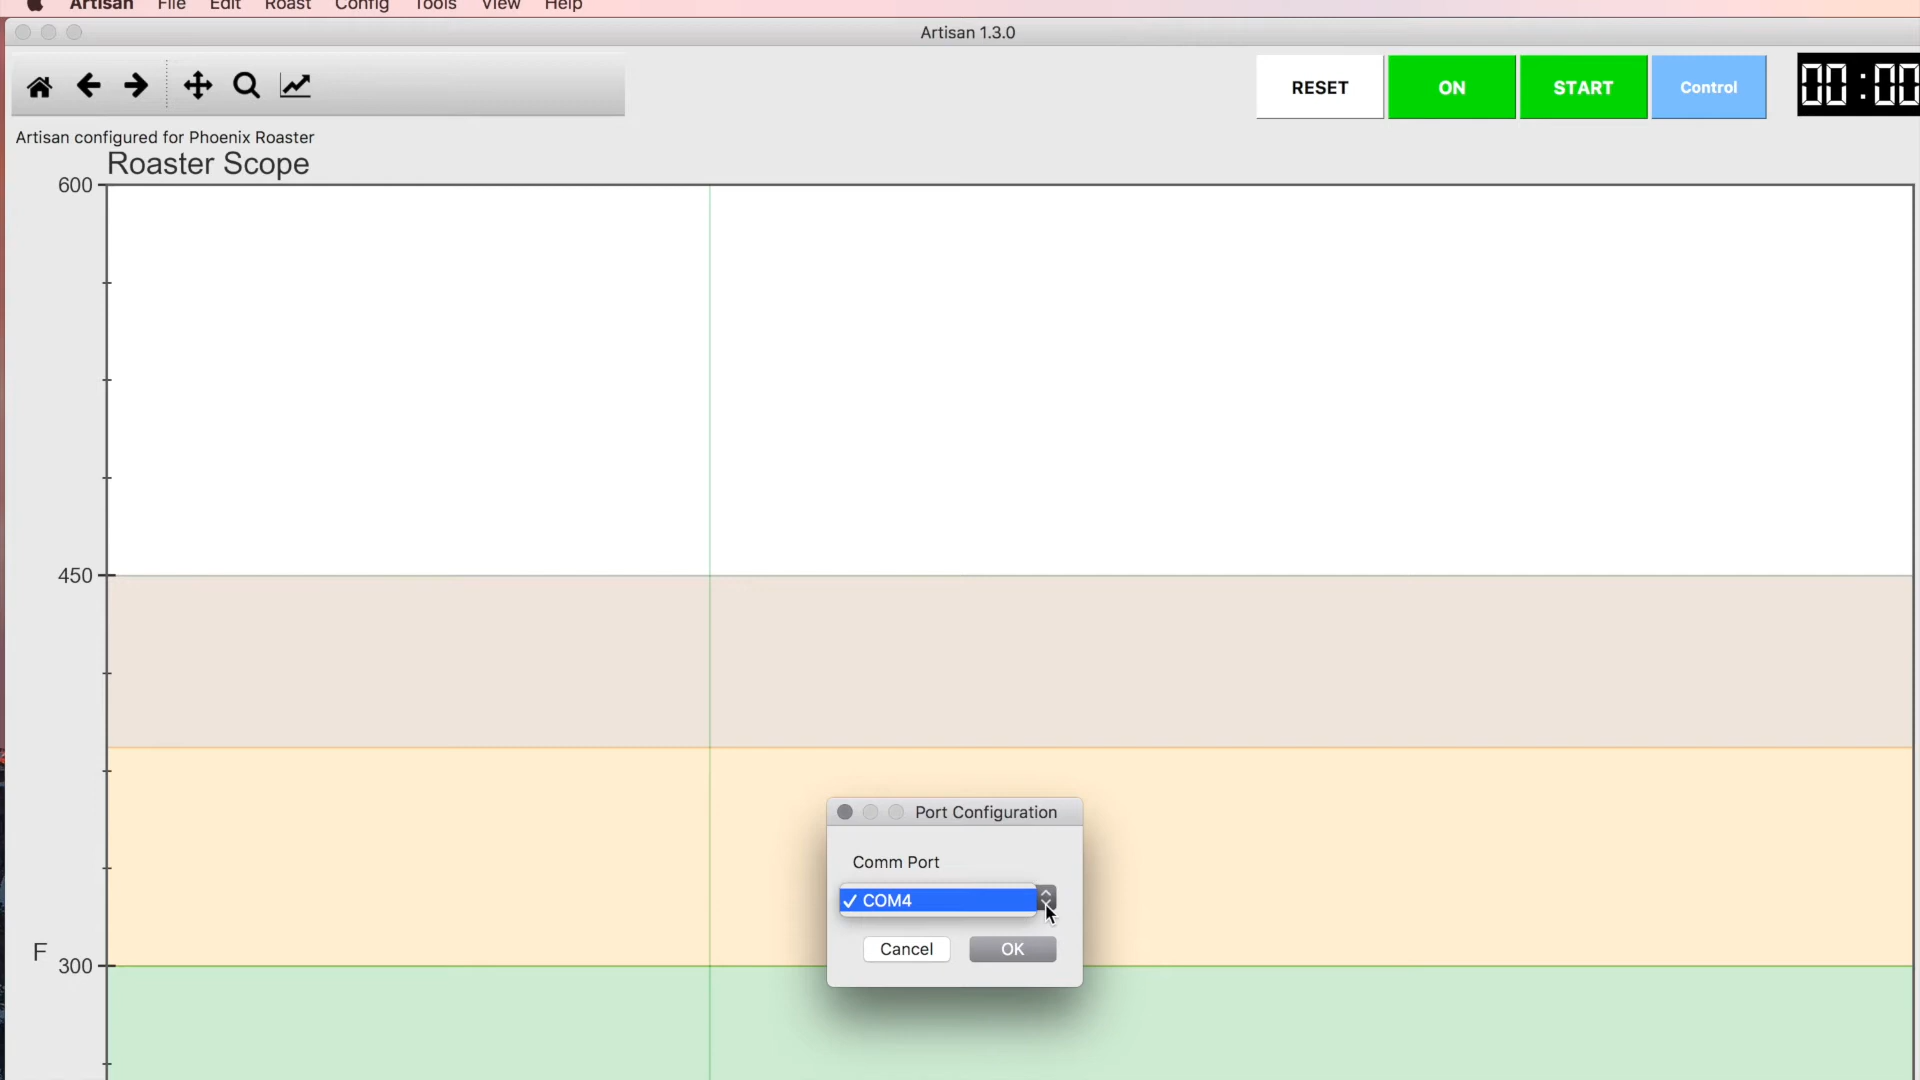 Artisan File Edit Roast Config Tools View Help
Artisan 1.3.0
RESET ON START Control 00:00
Artisan configured for Phoenix Roaster
Roaster Scope
600
450
Port Configuration
Comm Port
✓ COM4
Cancel OK
F
300